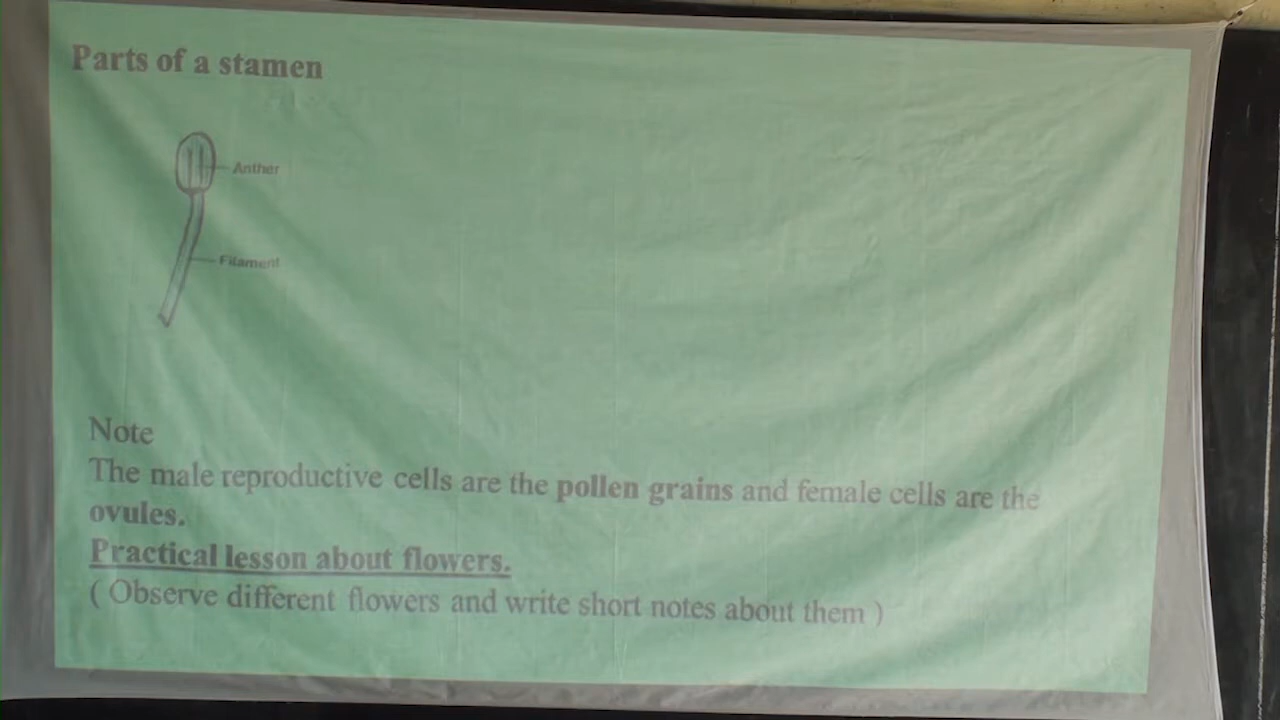 Parts of a stamen
Anther
Filament
Note
The male reproductive cells are the pollen grains and female cells are the
ovules.
Practical lesson about flowers.
( Observe different flowers and write short notes about them )